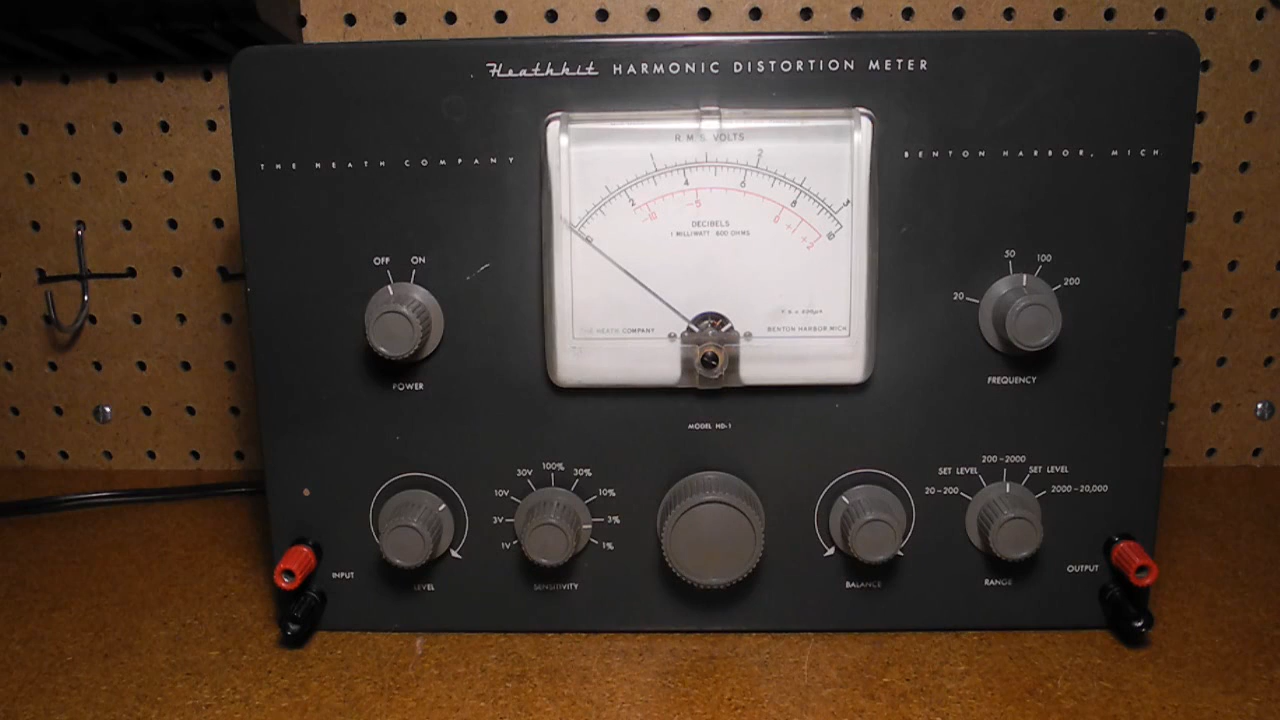 Heathkit HARMONIC DISTORTION METER
THE HEATH COMPANY
BENTON HARBOR, MICH
R.M.S. VOLTS
1 2
4 6
2 8 3
-10 -5 0 +1 +2
0 10
DECIBELS
1 MILLIWATT 600 OHMS
THE HEATH COMPANY
BENTON HARBOR, MICH
OFF ON
POWER
20 50 100 200
FREQUENCY
MODEL HD-1
INPUT
LEVEL
1V 3V 10V 30V 100% 30% 10% 3% 1%
SENSITIVITY
BALANCE
20-200 SET LEVEL 200-2000 SET LEVEL 2000-20,000
RANGE
OUTPUT